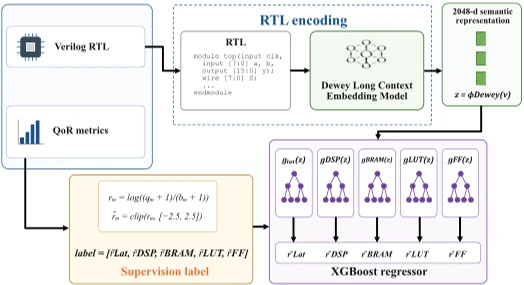 RTL encoding
Verilog RTL
QoR metrics
RTL
module top(input clk,
input [7:0] a, b,
output [15:0] y);
wire [7:0] S;
...
endmodule
Dewey Long Context
Embedding Model
2048-d semantic
representation
z = ϕDewey(v)
rₘ = log((qₘ + 1)/(bₘ + 1))
r̃ₘ = clip(rₘ, [−2.5, 2.5])
label = [r̃Lat, r̃DSP, r̃BRAM, r̃LUT, r̃FF]
Supervision label
gLat(z)
gDSP(z)
gBRAM(z)
gLUT(z)
gFF(z)
r̂Lat
r̂DSP
r̂BRAM
r̂LUT
r̂FF
XGBoost regressor